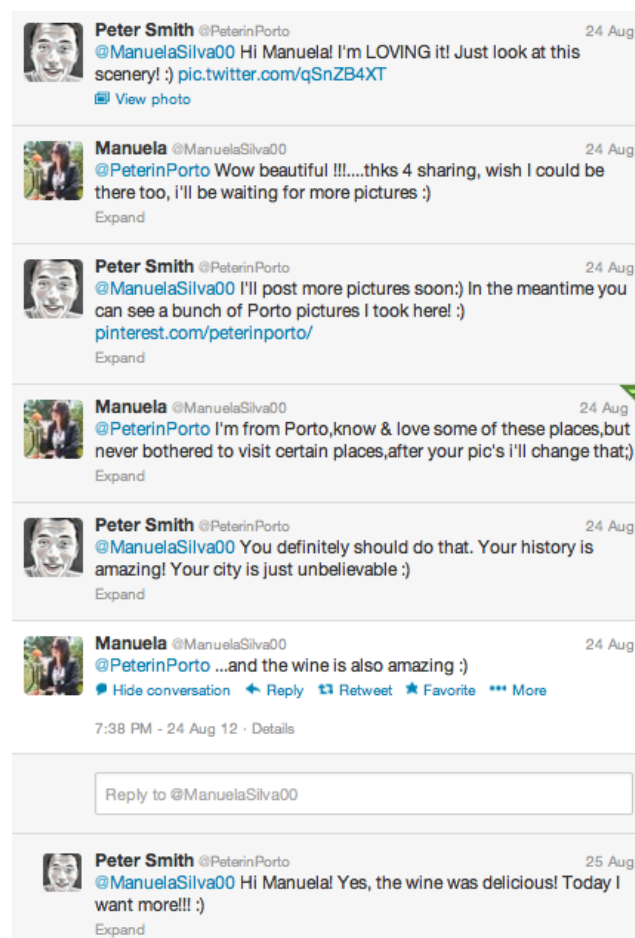 Peter Smith @PeterinPorto 24 Aug
@ManuelaSilva00 Hi Manuela! I'm LOVING it! Just look at this
scenery! :) pic.twitter.com/qSnZB4XT
View photo
Manuela @ManuelaSilva00 24 Aug
@PeterinPorto Wow beautiful !!!....thks 4 sharing, wish I could be
there too, i'll be waiting for more pictures :)
Expand
Peter Smith @PeterinPorto 24 Aug
@ManuelaSilva00 I'll post more pictures soon:) In the meantime you
can see a bunch of Porto pictures I took here! :)
pinterest.com/peterinporto/
Expand
Manuela @ManuelaSilva00 24 Aug
@PeterinPorto I'm from Porto,know & love some of these places,but
never bothered to visit certain places,after your pic's i'll change that;)
Expand
Peter Smith @PeterinPorto 24 Aug
@ManuelaSilva00 You definitely should do that. Your history is
amazing! Your city is just unbelievable :)
Expand
Manuela @ManuelaSilva00 24 Aug
@PeterinPorto ...and the wine is also amazing :)
Hide conversation Reply Retweet Favorite More
7:38 PM - 24 Aug 12 · Details
Reply to @ManuelaSilva00
Peter Smith @PeterinPorto 25 Aug
@ManuelaSilva00 Hi Manuela! Yes, the wine was delicious! Today I
want more!!! :)
Expand